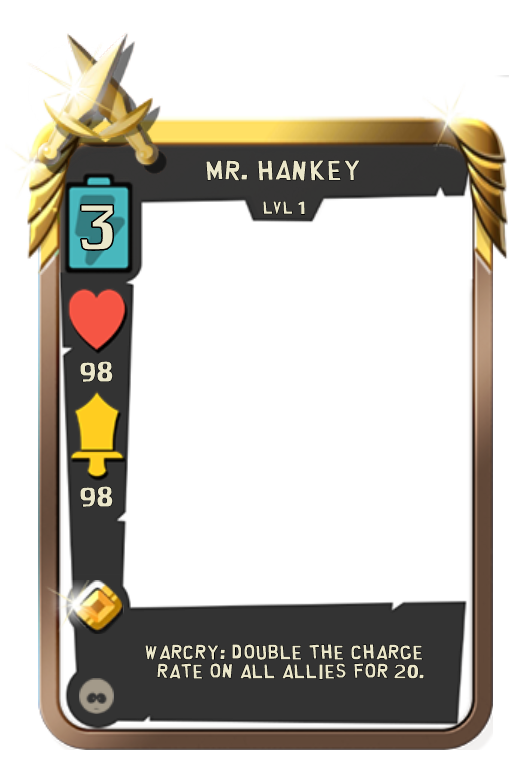 MR. HANKEY
LVL 1
3
98
98
WARCRY: DOUBLE THE CHARGE
RATE ON ALL ALLIES FOR 20.